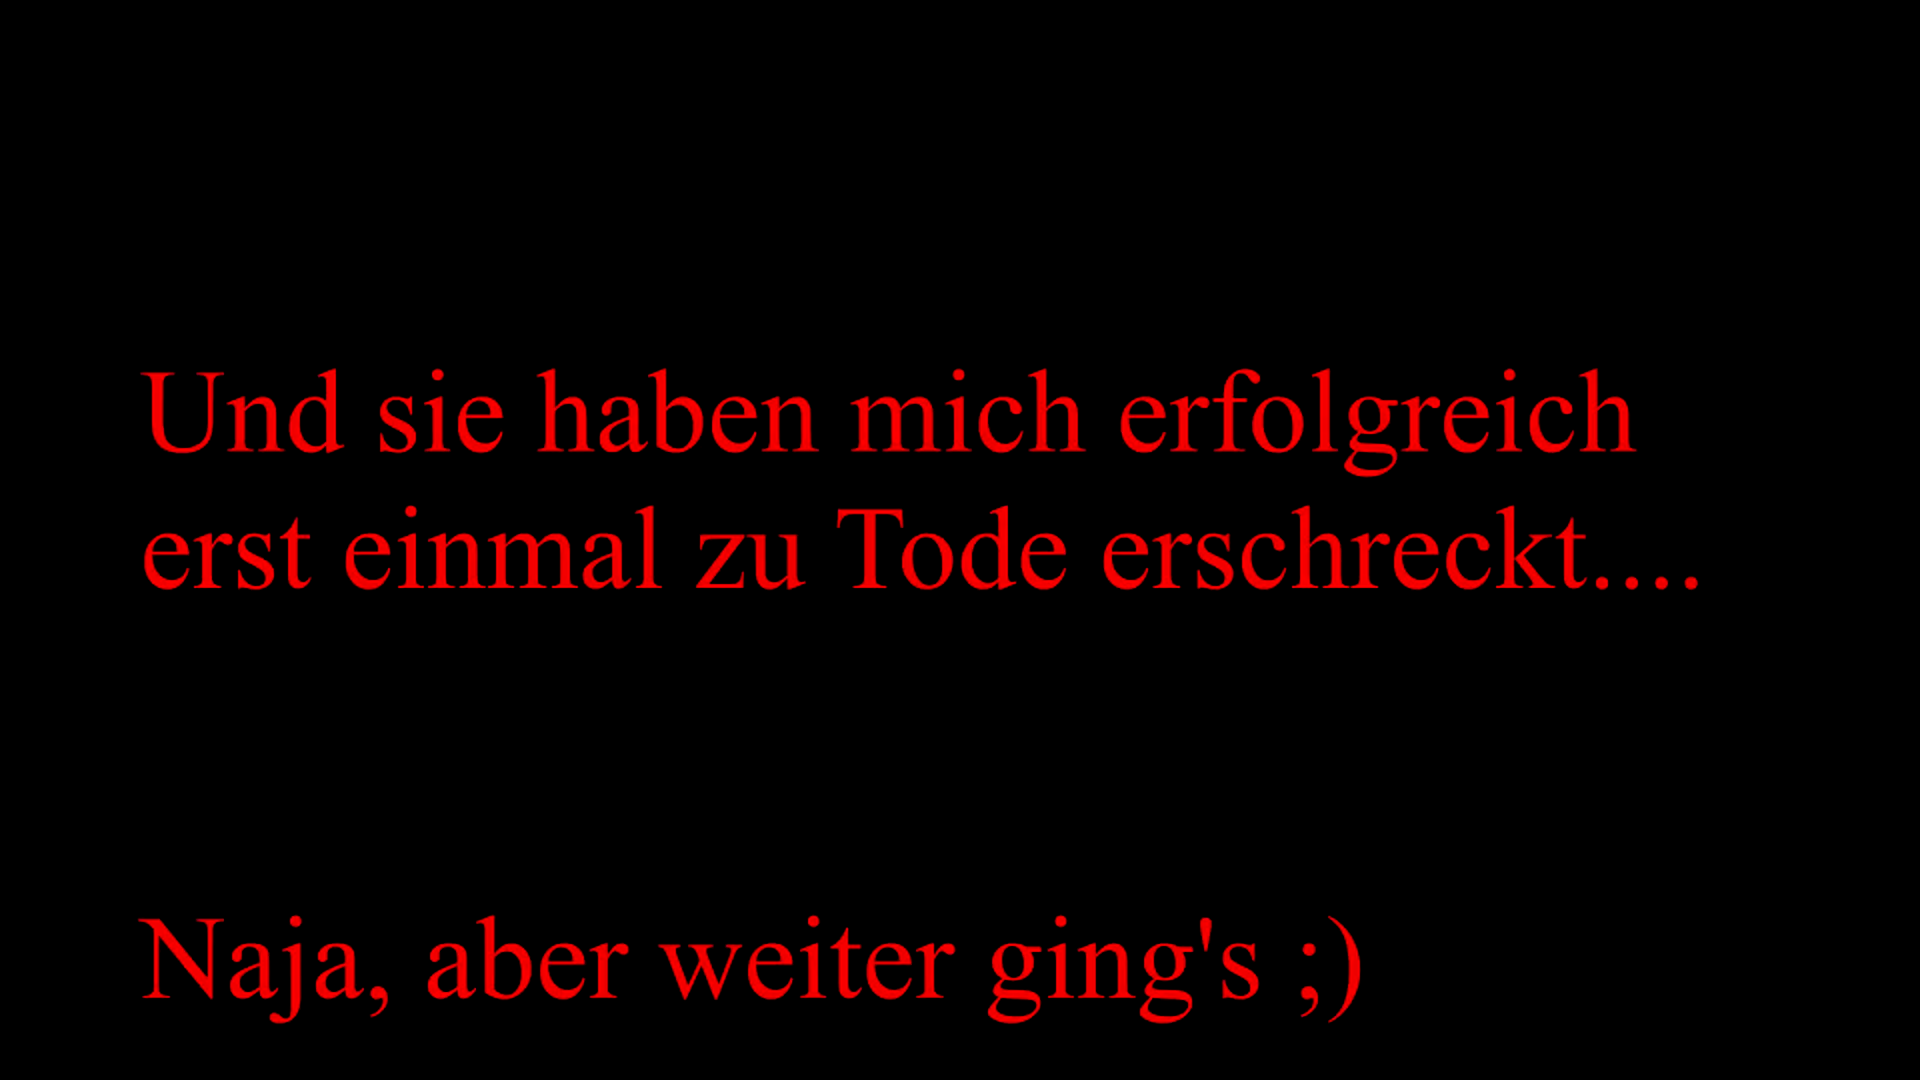 Und sie haben mich erfolgreich
erst einmal zu Tode erschreckt....
Naja, aber weiter ging's ;)